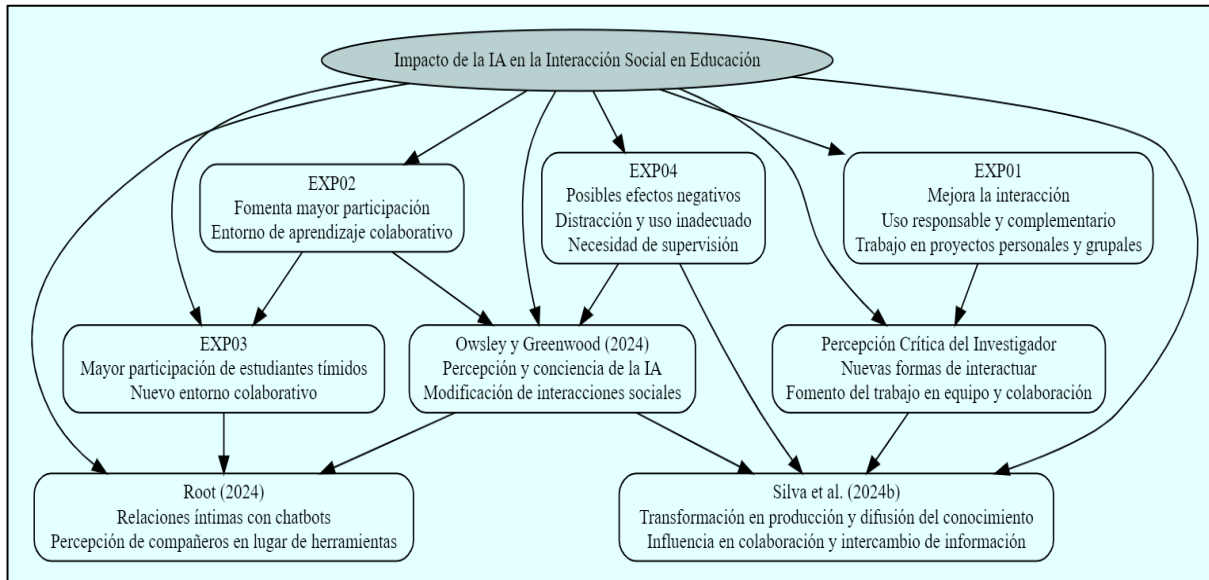 Impacto de la IA en la Interacción Social en Educación
EXP02
Fomenta mayor participación
Entorno de aprendizaje colaborativo
EXP04
Posibles efectos negativos
Distracción y uso inadecuado
Necesidad de supervisión
EXP01
Mejora la interacción
Uso responsable y complementario
Trabajo en proyectos personales y grupales
EXP03
Mayor participación de estudiantes tímidos
Nuevo entorno colaborativo
Owsley y Greenwood (2024)
Percepción y conciencia de la IA
Modificación de interacciones sociales
Percepción Crítica del Investigador
Nuevas formas de interactuar
Fomento del trabajo en equipo y colaboración
Root (2024)
Relaciones íntimas con chatbots
Percepción de compañeros en lugar de herramientas
Silva et al. (2024b)
Transformación en producción y difusión del conocimiento
Influencia en colaboración y intercambio de información